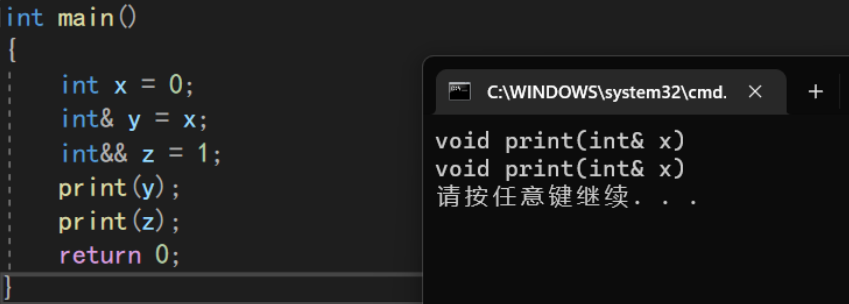 int main()
{
int x = 0;
int& y = x;
int&& z = 1;
print(y);
print(z);
return 0;
}
C:\WINDOWS\system32\cmd.
void print(int& x)
void print(int& x)
请按任意键继续. . .